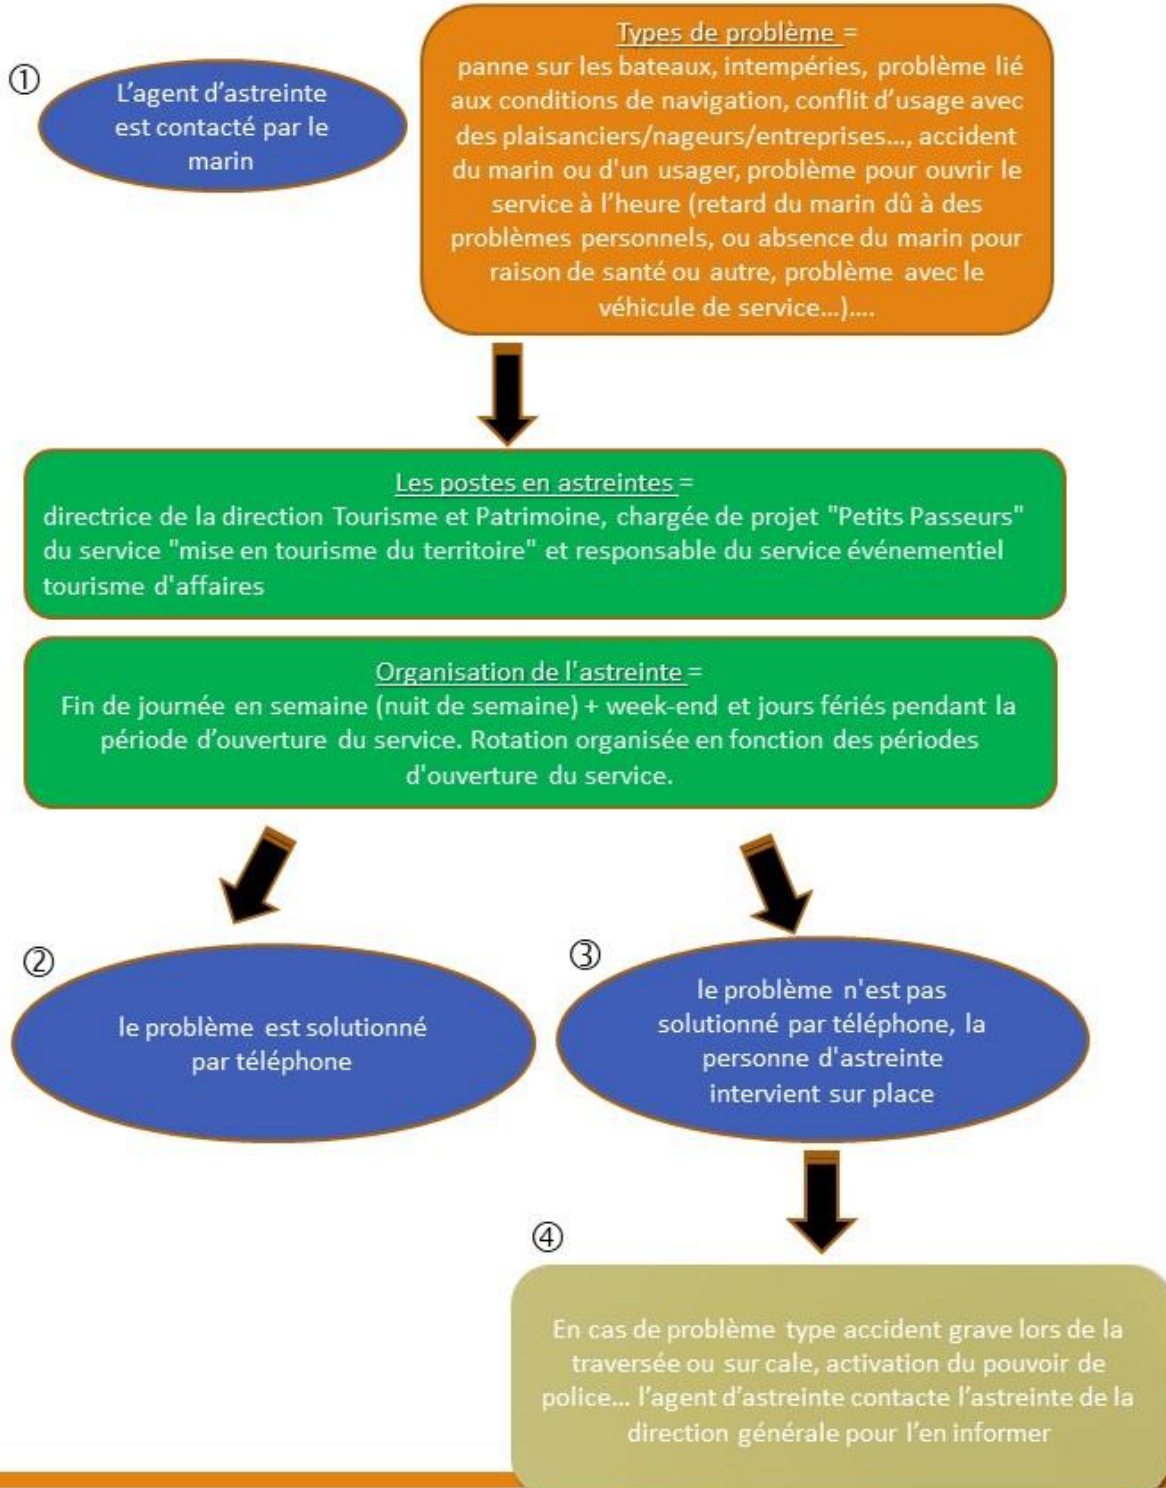 ①
L’agent d’astreinte
est contacté par le
marin
Types de problème =
panne sur les bateaux, intempéries, problème lié
aux conditions de navigation, conflit d’usage avec
des plaisanciers/nageurs/entreprises…, accident
du marin ou d'un usager, problème pour ouvrir le
service à l’heure (retard du marin dû à des
problèmes personnels, ou absence du marin pour
raison de santé ou autre, problème avec le
véhicule de service…)….
Les postes en astreintes =
directrice de la direction Tourisme et Patrimoine, chargée de projet "Petits Passeurs"
du service "mise en tourisme du territoire" et responsable du service événementiel
tourisme d'affaires
Organisation de l'astreinte =
Fin de journée en semaine (nuit de semaine) + week-end et jours fériés pendant la
période d’ouverture du service. Rotation organisée en fonction des périodes
d'ouverture du service.
②
le problème est solutionné
par téléphone
③
le problème n'est pas
solutionné par téléphone, la
personne d'astreinte
intervient sur place
④
En cas de problème type accident grave lors de la
traversée ou sur cale, activation du pouvoir de
police… l’agent d’astreinte contacte l’astreinte de la
direction générale pour l’en informer